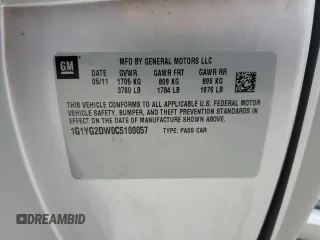 GM
MFD BY GENERAL MOTORS LLC
05/11 GVWR GAWR FRT GAWR RR
1705 KG 809 KG 896 KG
3760 LB 1784 LB 1976 LB
THIS VEHICLE CONFORMS TO ALL APPLICABLE U.S. FEDERAL MOTOR
VEHICLE SAFETY, BUMPER, AND THEFT PREVENTION STANDARDS
IN EFFECT ON THE DATE OF MANUFACTURE SHOWN ABOVE.
1G1YG2DW0C5100057 TYPE: PASS CAR
DREAMBID